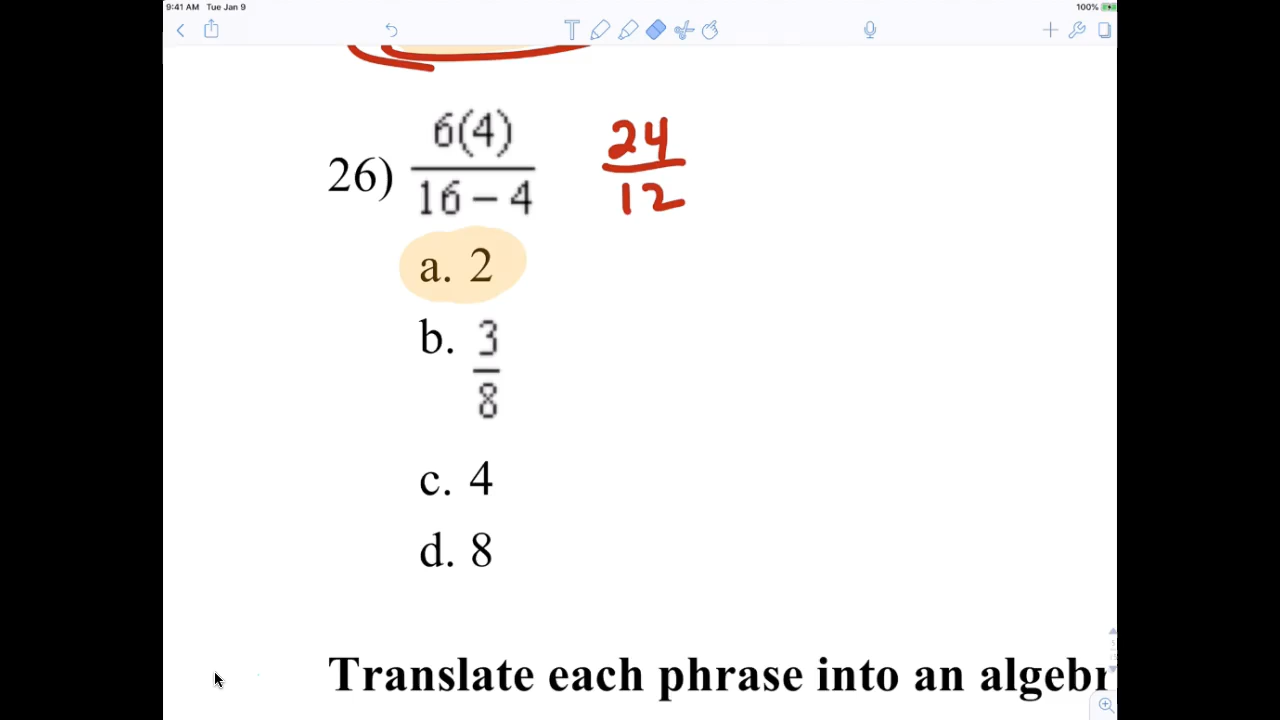 9:41 AM Tue Jan 9 100%
T
26) 6(4) 24
16 – 4 12
a. 2
b. 3
8
c. 4
d. 8
Translate each phrase into an algebr